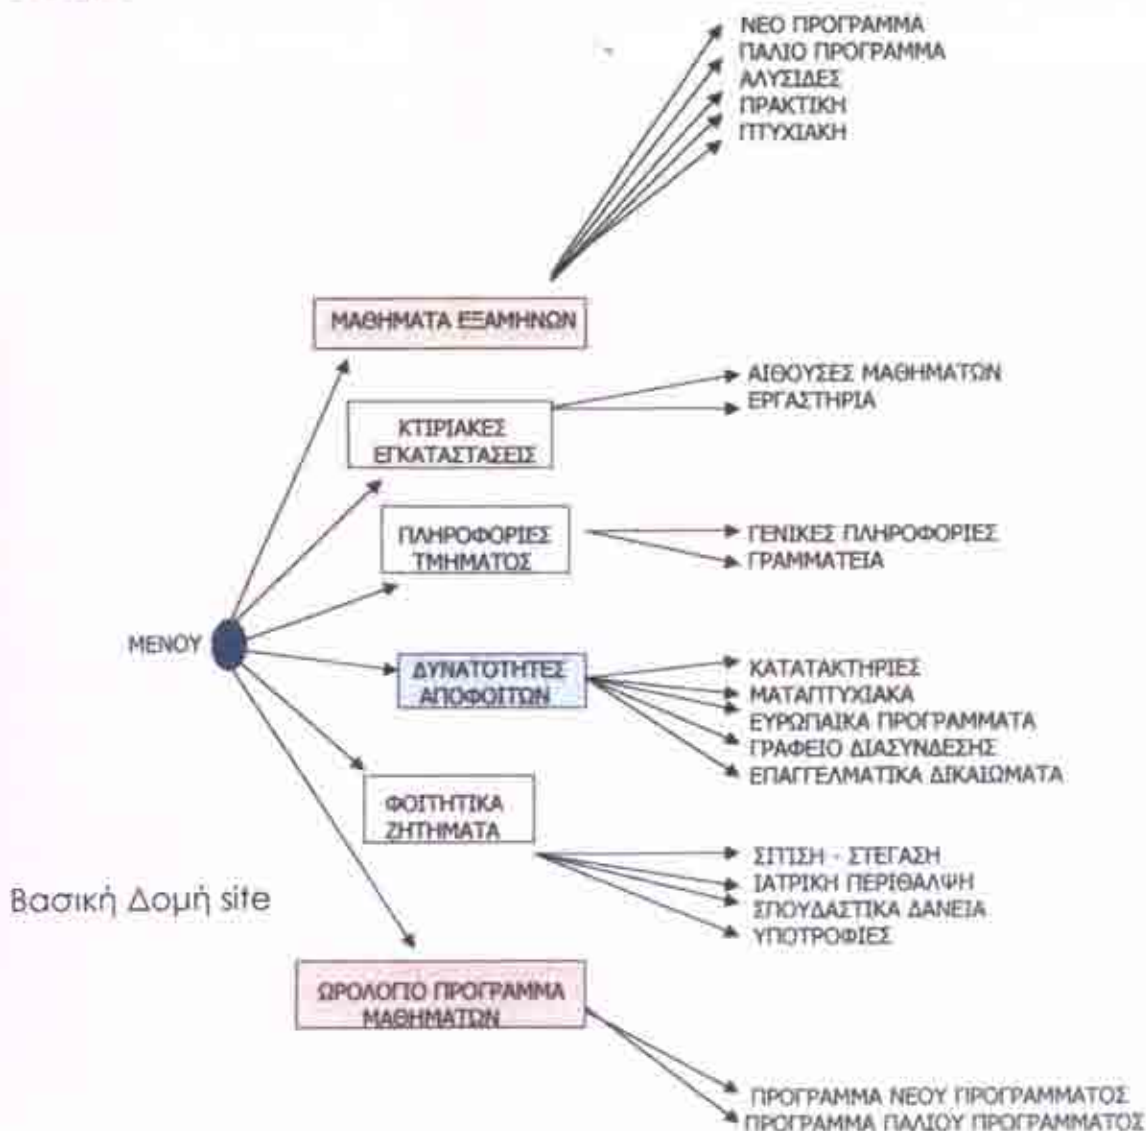 ΝΕΟ ΠΡΟΓΡΑΜΜΑ
ΠΑΛΙΟ ΠΡΟΓΡΑΜΜΑ
ΑΛΥΣΙΔΕΣ
ΠΡΑΚΤΙΚΗ
ΠΤΥΧΙΑΚΗ
ΜΑΘΗΜΑΤΑ ΕΞΑΜΗΝΩΝ
ΚΤΙΡΙΑΚΕΣ
ΕΓΚΑΤΑΣΤΑΣΕΙΣ
ΑΙΘΟΥΣΕΣ ΜΑΘΗΜΑΤΩΝ
ΕΡΓΑΣΤΗΡΙΑ
ΠΛΗΡΟΦΟΡΙΕΣ
ΤΜΗΜΑΤΟΣ
ΓΕΝΙΚΕΣ ΠΛΗΡΟΦΟΡΙΕΣ
ΓΡΑΜΜΑΤΕΙΑ
ΜΕΝΟΥ
ΔΥΝΑΤΟΤΗΤΕΣ
ΑΠΟΦΟΙΤΩΝ
ΚΑΤΑΤΑΚΤΗΡΙΕΣ
ΜΑΤΑΠΤΥΧΙΑΚΑ
ΕΥΡΩΠΑΙΚΑ ΠΡΟΓΡΑΜΜΑΤΑ
ΓΡΑΦΕΙΟ ΔΙΑΣΥΝΔΕΣΗΣ
ΕΠΑΓΓΕΛΜΑΤΙΚΑ ΔΙΚΑΙΩΜΑΤΑ
ΦΟΙΤΗΤΙΚΑ
ΖΗΤΗΜΑΤΑ
ΣΙΤΙΣΗ - ΣΤΕΓΑΣΗ
ΙΑΤΡΙΚΗ ΠΕΡΙΘΑΛΨΗ
ΣΠΟΥΔΑΣΤΙΚΑ ΔΑΝΕΙΑ
ΥΠΟΤΡΟΦΙΕΣ
Βασική Δομή site
ΩΡΟΛΟΓΙΟ ΠΡΟΓΡΑΜΜΑ
ΜΑΘΗΜΑΤΩΝ
ΠΡΟΓΡΑΜΜΑ ΝΕΟΥ ΠΡΟΓΡΑΜΜΑΤΟΣ
ΠΡΟΓΡΑΜΜΑ ΠΑΛΙΟΥ ΠΡΟΓΡΑΜΜΑΤΟΣ